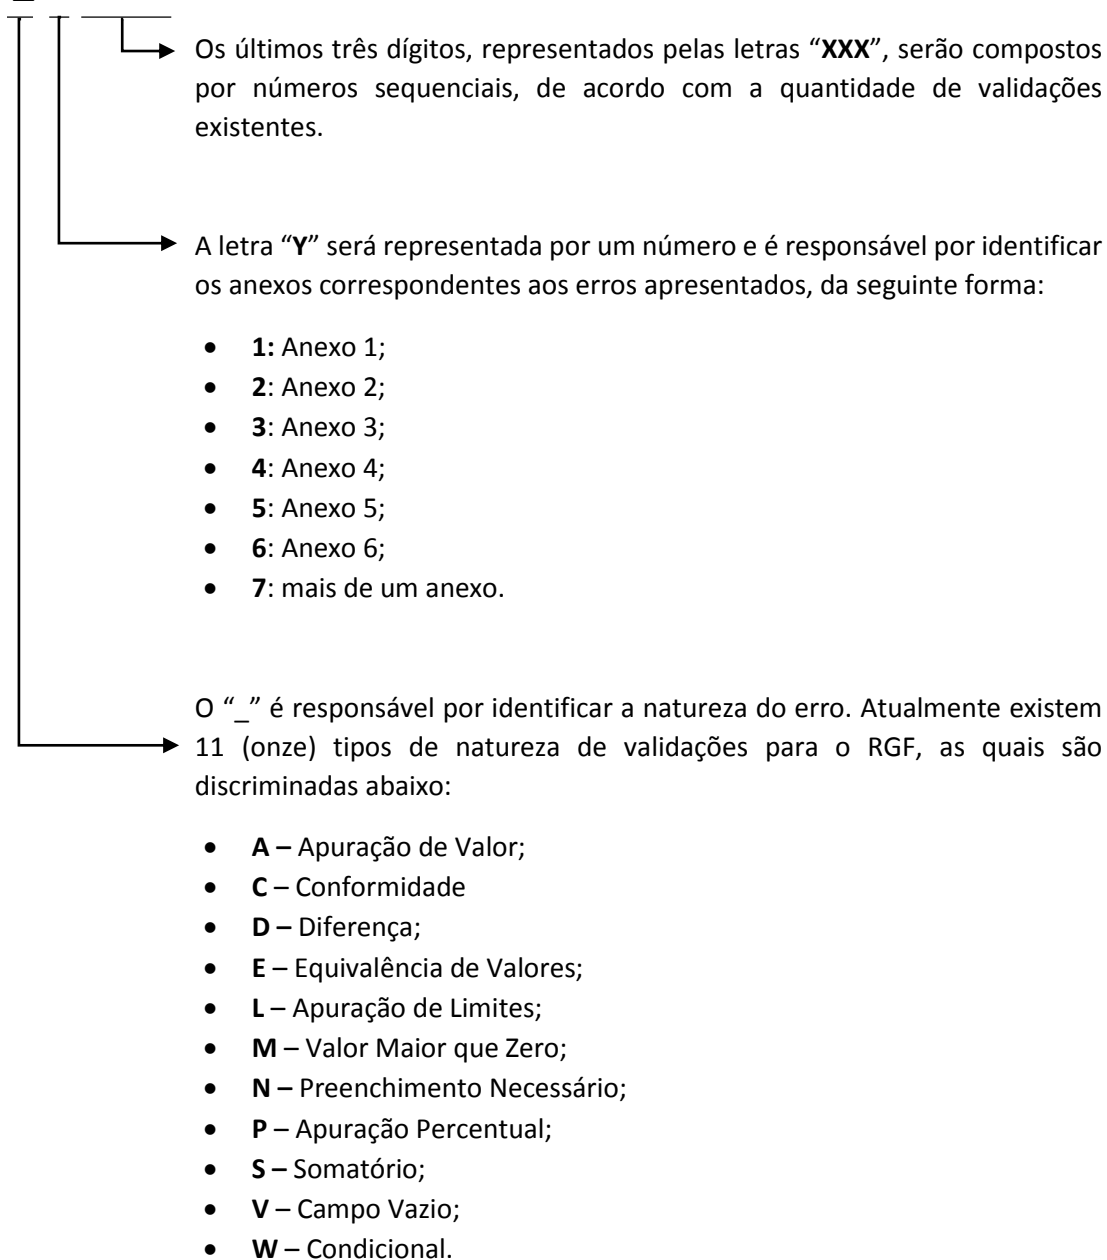 Os últimos três dígitos, representados pelas letras “XXX”, serão compostos
por números sequenciais, de acordo com a quantidade de validações
existentes.
A letra “Y” será representada por um número e é responsável por identificar
os anexos correspondentes aos erros apresentados, da seguinte forma:
• 1: Anexo 1;
• 2: Anexo 2;
• 3: Anexo 3;
• 4: Anexo 4;
• 5: Anexo 5;
• 6: Anexo 6;
• 7: mais de um anexo.
O “_” é responsável por identificar a natureza do erro. Atualmente existem
11 (onze) tipos de natureza de validações para o RGF, as quais são
discriminadas abaixo:
• A – Apuração de Valor;
• C – Conformidade
• D – Diferença;
• E – Equivalência de Valores;
• L – Apuração de Limites;
• M – Valor Maior que Zero;
• N – Preenchimento Necessário;
• P – Apuração Percentual;
• S – Somatório;
• V – Campo Vazio;
• W – Condicional.